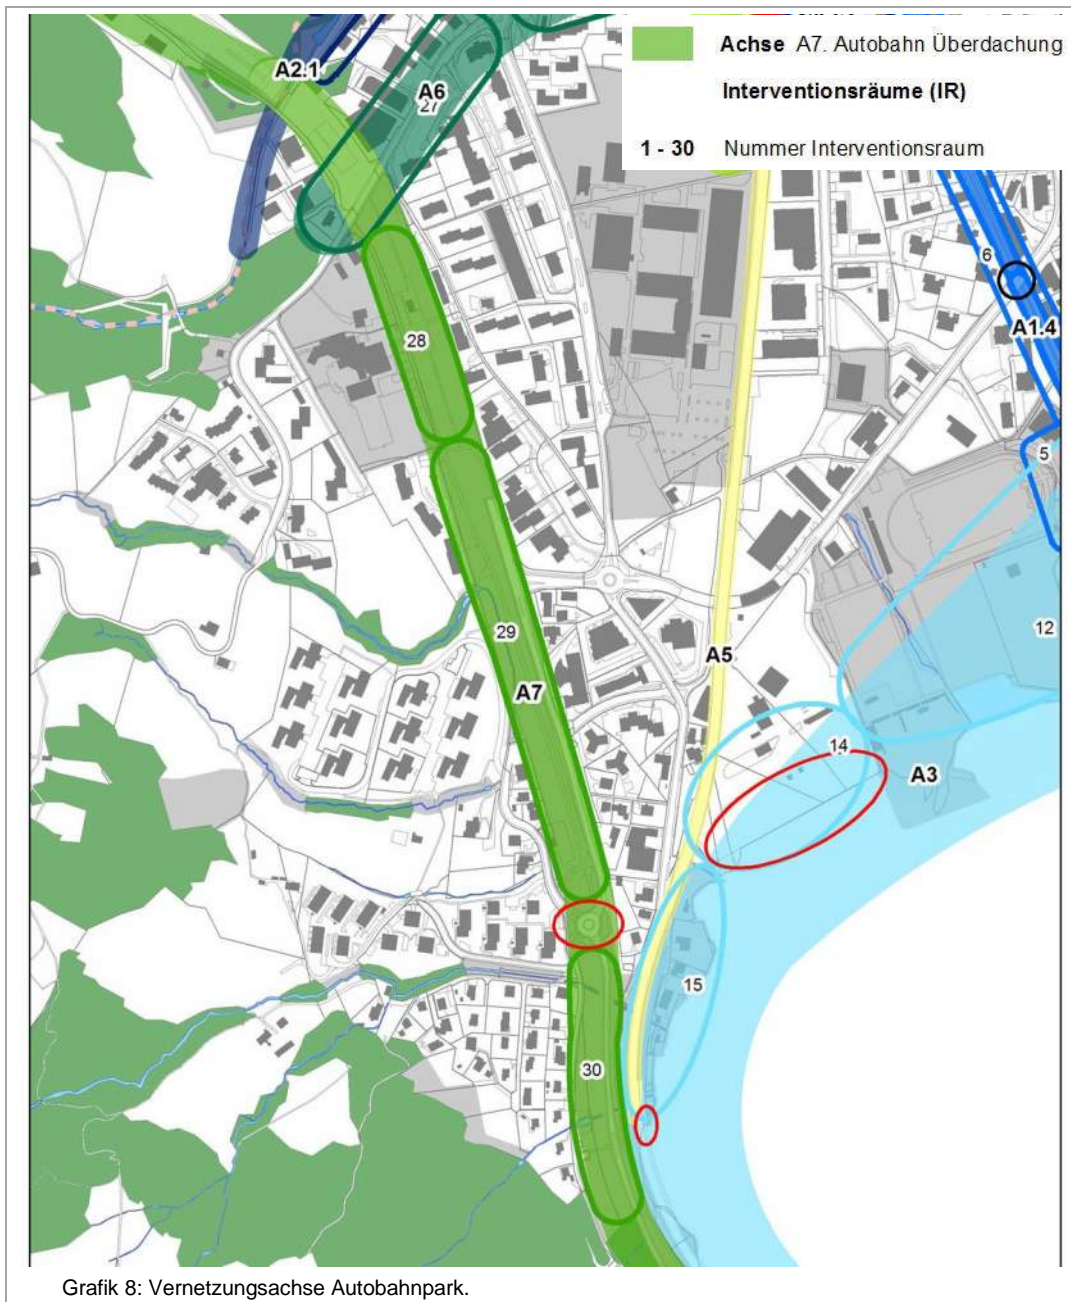 Achse A7. Autobahn Überdachung
Interventionsräume (IR)
1 - 30 Nummer Interventionsraum
A2.1
A6
27
6
A1.4
28
5
12
29
A5
A7
14
A3
15
30
Grafik 8: Vernetzungsachse Autobahnpark.